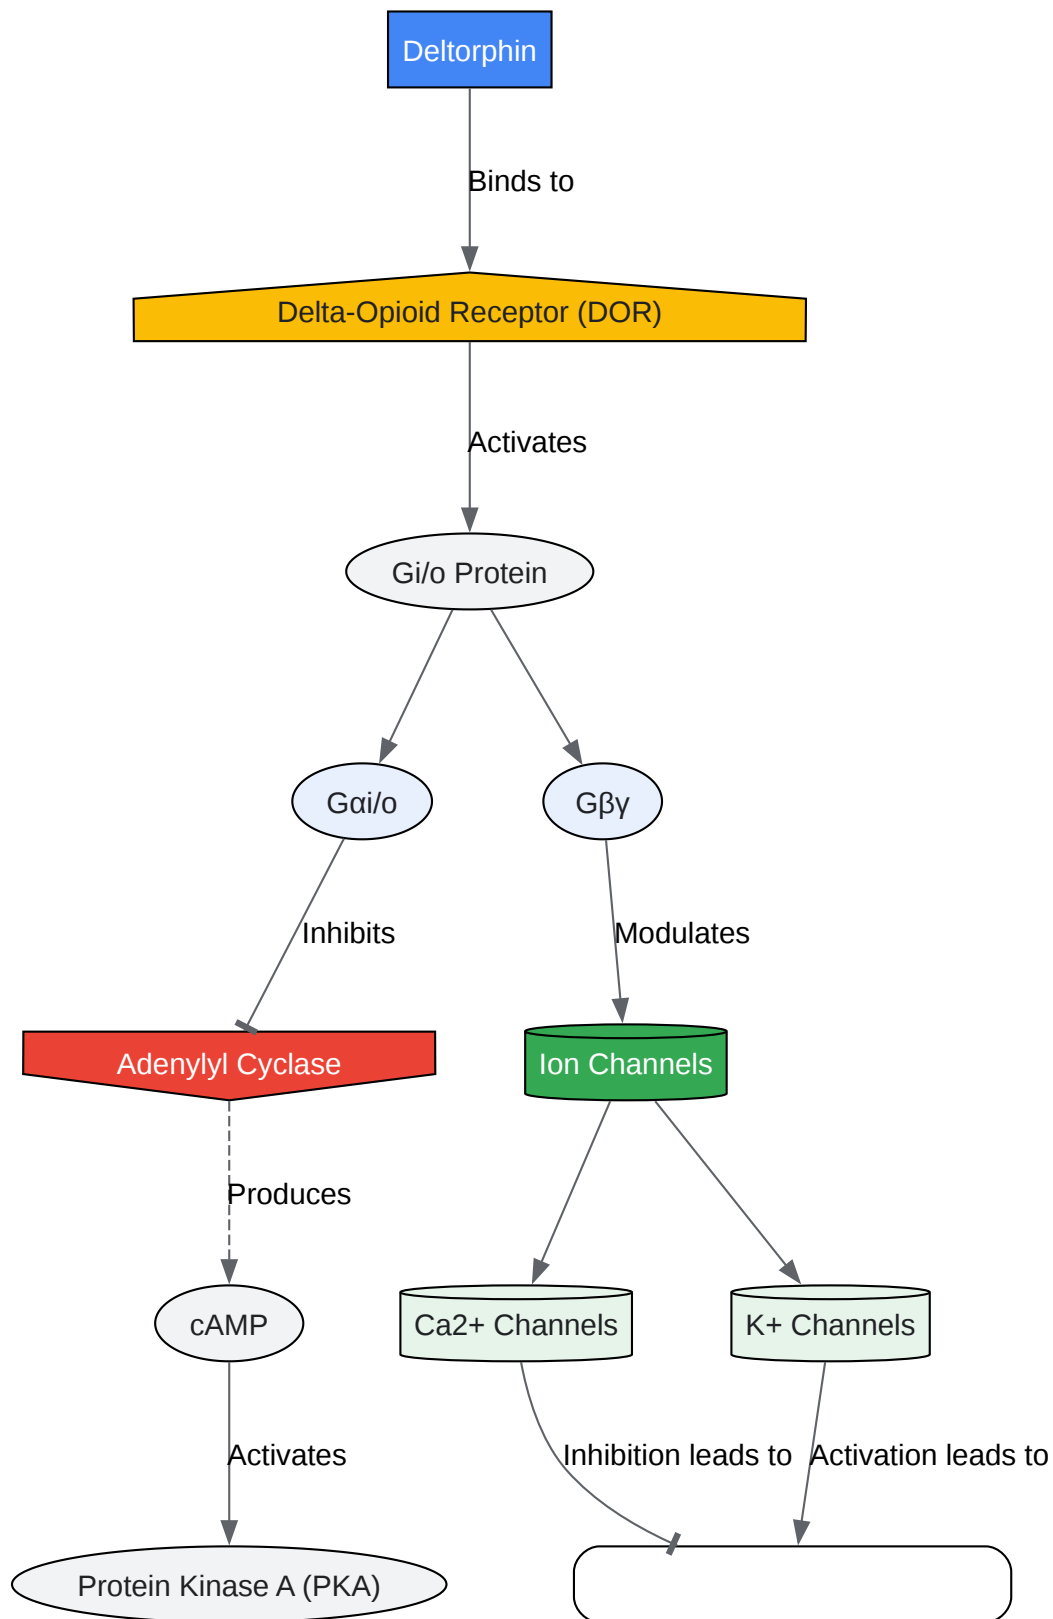 Deltorphin
Binds to
Delta-Opioid Receptor (DOR)
Activates
Gi/o Protein
Gαi/o
Gβγ
Inhibits
Modulates
Adenylyl Cyclase
Ion Channels
Produces
cAMP
Ca2+ Channels
K+ Channels
Activates
Inhibition leads to
Activation leads to
Protein Kinase A (PKA)